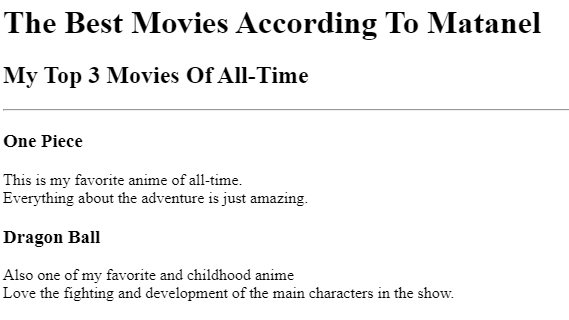 The Best Movies According To Matanel
My Top 3 Movies Of All-Time
One Piece
This is my favorite anime of all-time.
Everything about the adventure is just amazing.
Dragon Ball
Also one of my favorite and childhood anime
Love the fighting and development of the main characters in the show.